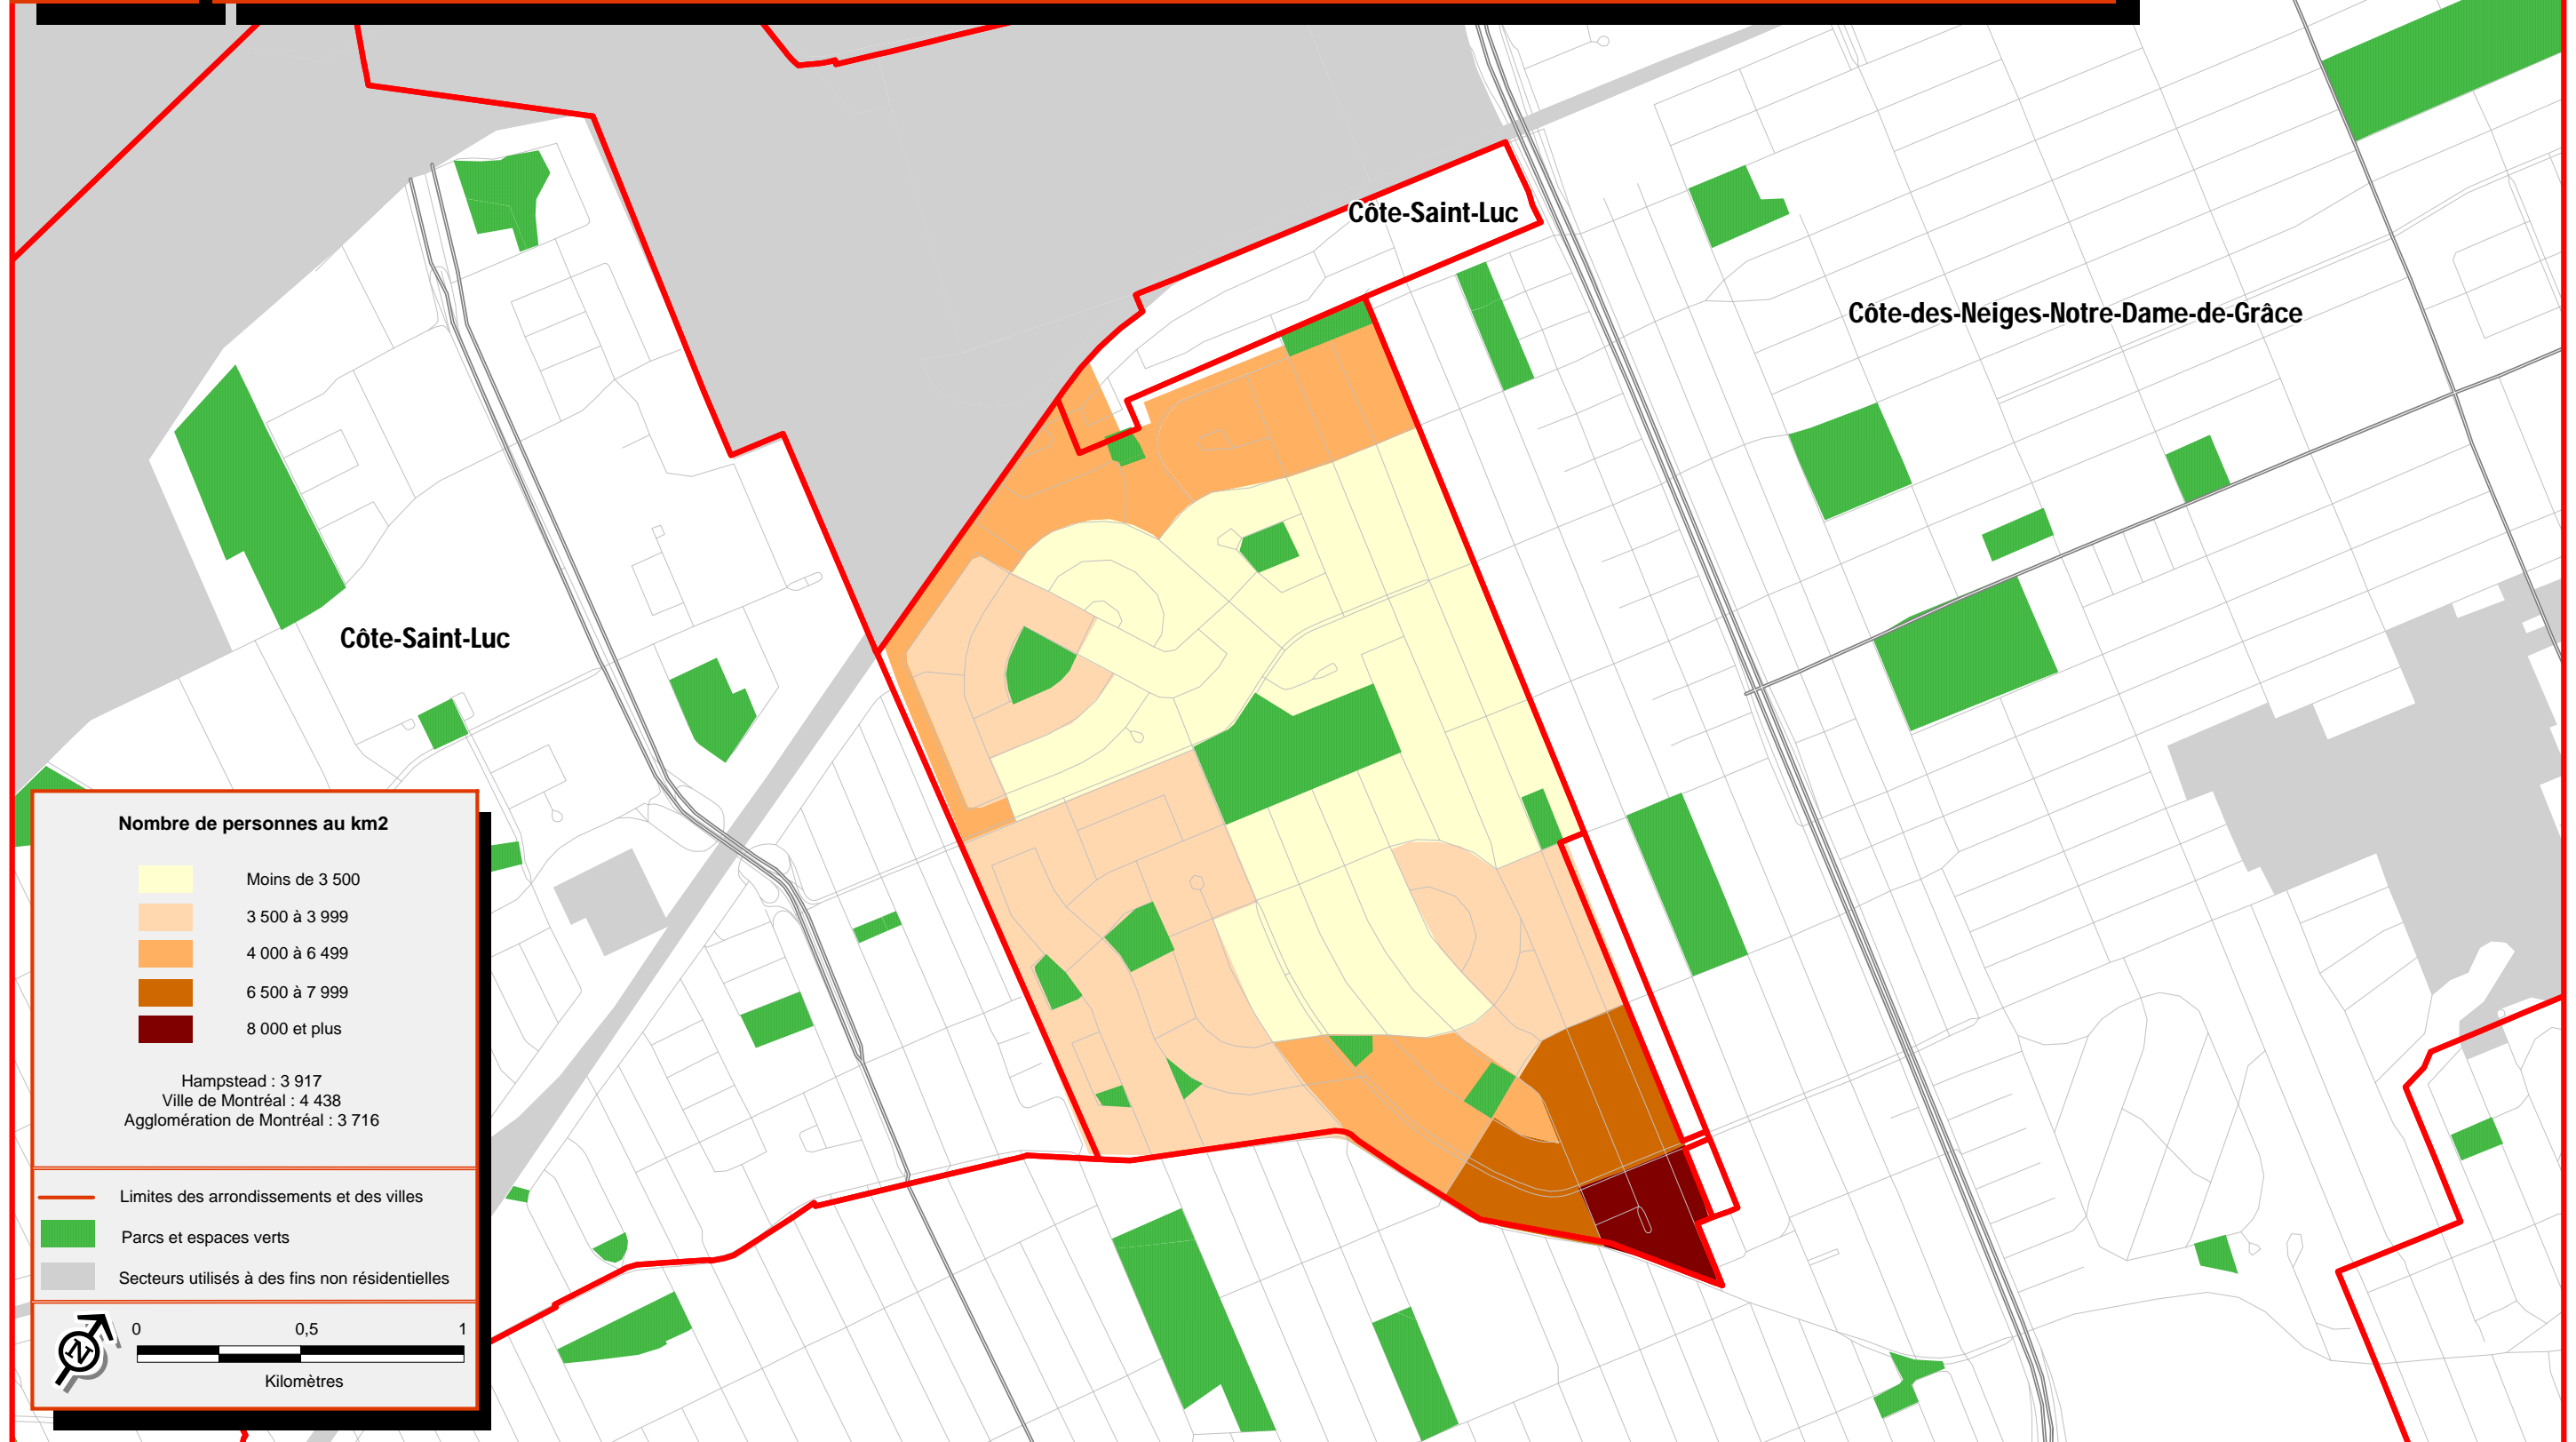 Côte-Saint-Luc
Côte-des-Neiges-Notre-Dame-de-Grâce
Côte-Saint-Luc
Nombre de personnes au km2
Moins de 3 500
3 500 à 3 999
4 000 à 6 499
6 500 à 7 999
8 000 et plus
Hampstead : 3 917
Ville de Montréal : 4 438
Agglomération de Montréal : 3 716
Limites des arrondissements et des villes
Parcs et espaces verts
Secteurs utilisés à des fins non résidentielles
N
0 0,5 1
Kilomètres